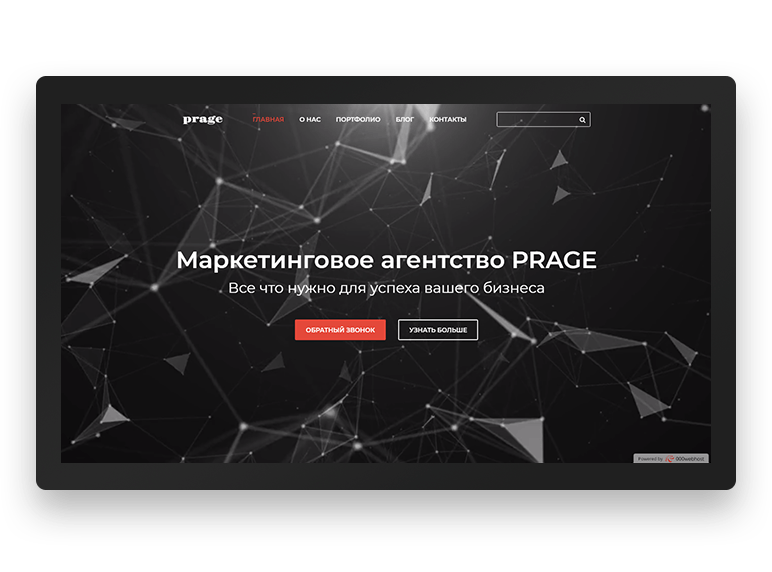 prage ГЛАВНАЯ О НАС ПОРТФОЛИО БЛОГ КОНТАКТЫ
Маркетинговое агентство PRAGE
Все что нужно для успеха вашего бизнеса
ОБРАТНЫЙ ЗВОНОК УЗНАТЬ БОЛЬШЕ
Powered by 000webhost